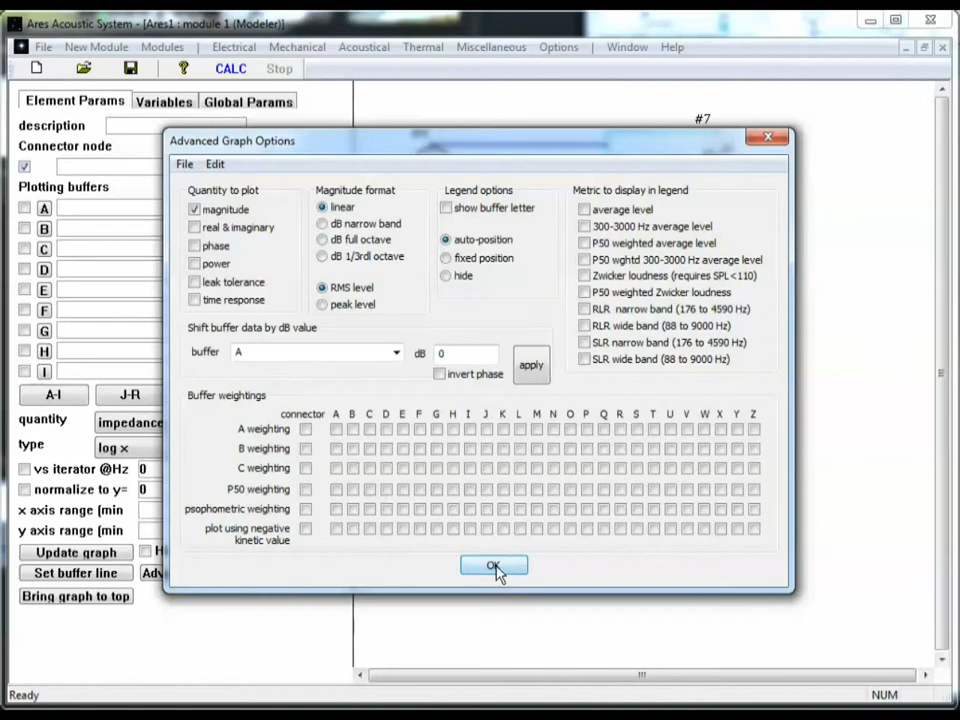 Ares Acoustic System - [Ares1 : module 1 (Modeler)]
File New Module Modules Electrical Mechanical Acoustical Thermal Miscellaneous Options Window Help
? CALC Stop
Element Params Variables Global Params
description
#7
Connector node
Plotting buffers
A
B
C
D
E
F
G
H
I
A-I J-R
quantity impedance
type log x
vs iterator @Hz 0
normalize to y= 0
x axis range (min
y axis range (min
Update graph
Set buffer line Adv
Bring graph to top
Advanced Graph Options
File Edit
Quantity to plot
magnitude
real & imaginary
phase
power
leak tolerance
time response
Magnitude format
linear
dB narrow band
dB full octave
dB 1/3rdl octave
RMS level
peak level
Legend options
show buffer letter
auto-position
fixed position
hide
Metric to display in legend
average level
300-3000 Hz average level
P50 weighted average level
P50 wghtd 300-3000 Hz average level
Zwicker loudness (requires SPL<110)
P50 weighted Zwicker loudness
RLR narrow band (176 to 4590 Hz)
RLR wide band (88 to 9000 Hz)
SLR narrow band (176 to 4590 Hz)
SLR wide band (88 to 9000 Hz)
Shift buffer data by dB value
buffer A dB 0 apply
invert phase
Buffer weightings
connector A B C D E F G H I J K L M N O P Q R S T U V W X Y Z
A weighting
B weighting
C weighting
P50 weighting
psophometric weighting
plot using negative
kinetic value
OK
Ready NUM